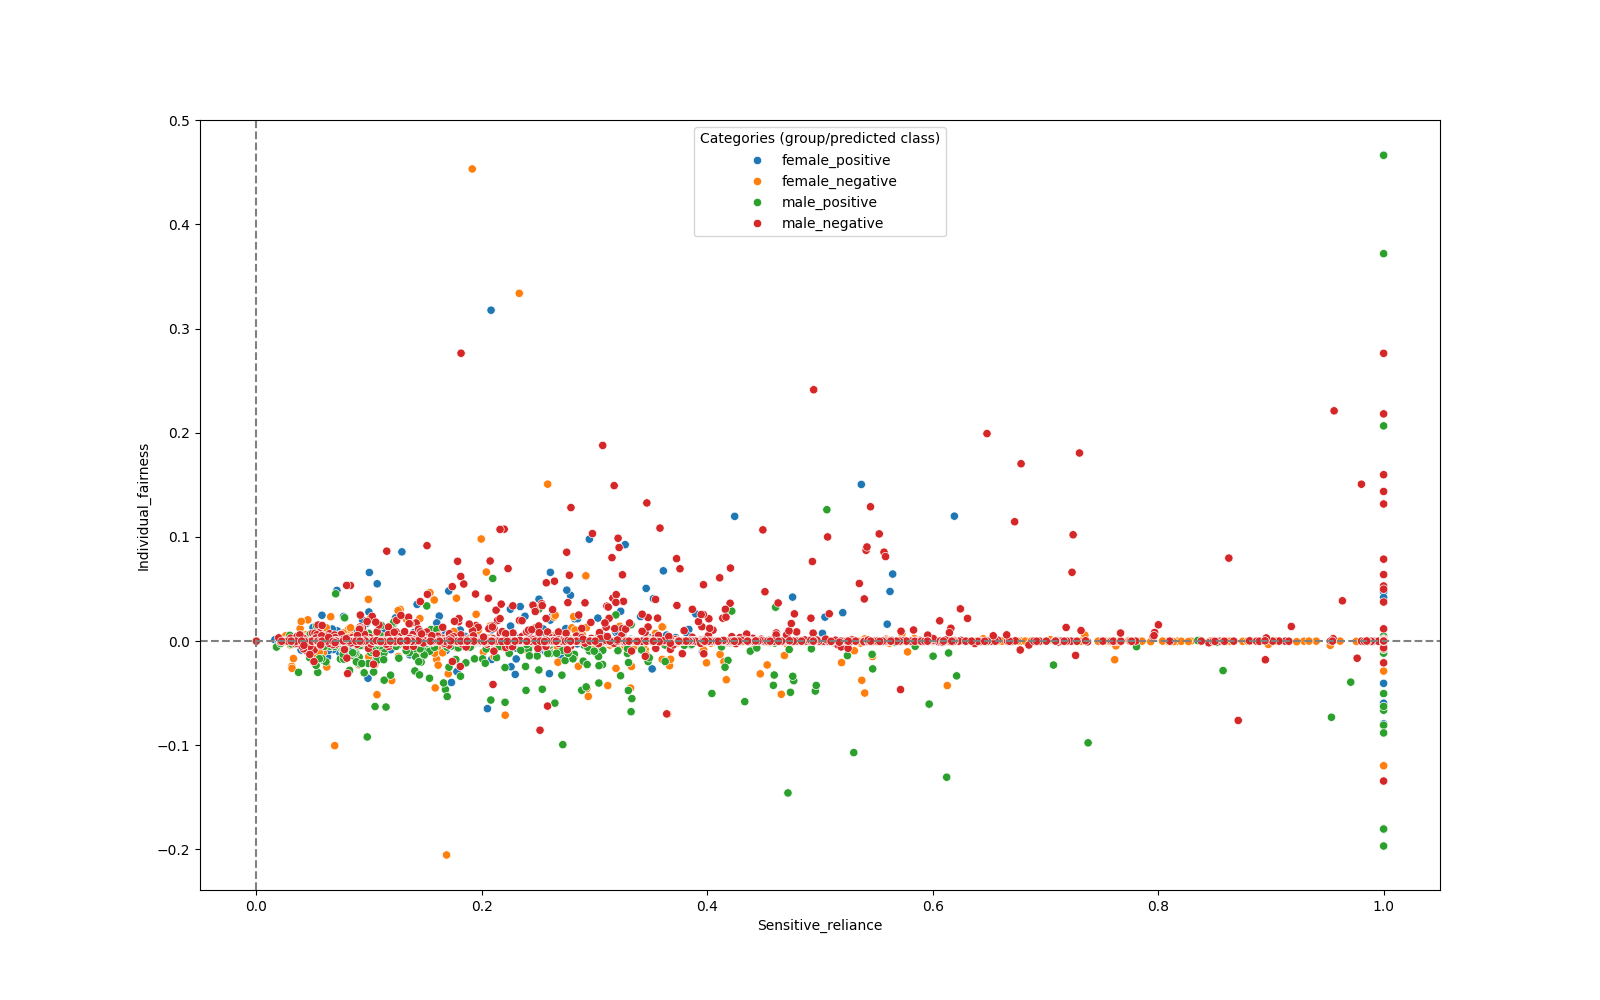 0.5
0.4
0.3
0.2
0.1
0.0
−0.1
−0.2
Individual_fairness
Categories (group/predicted class)
female_positive
female_negative
male_positive
male_negative
0.0 0.2 0.4 0.6 0.8 1.0
Sensitive_reliance